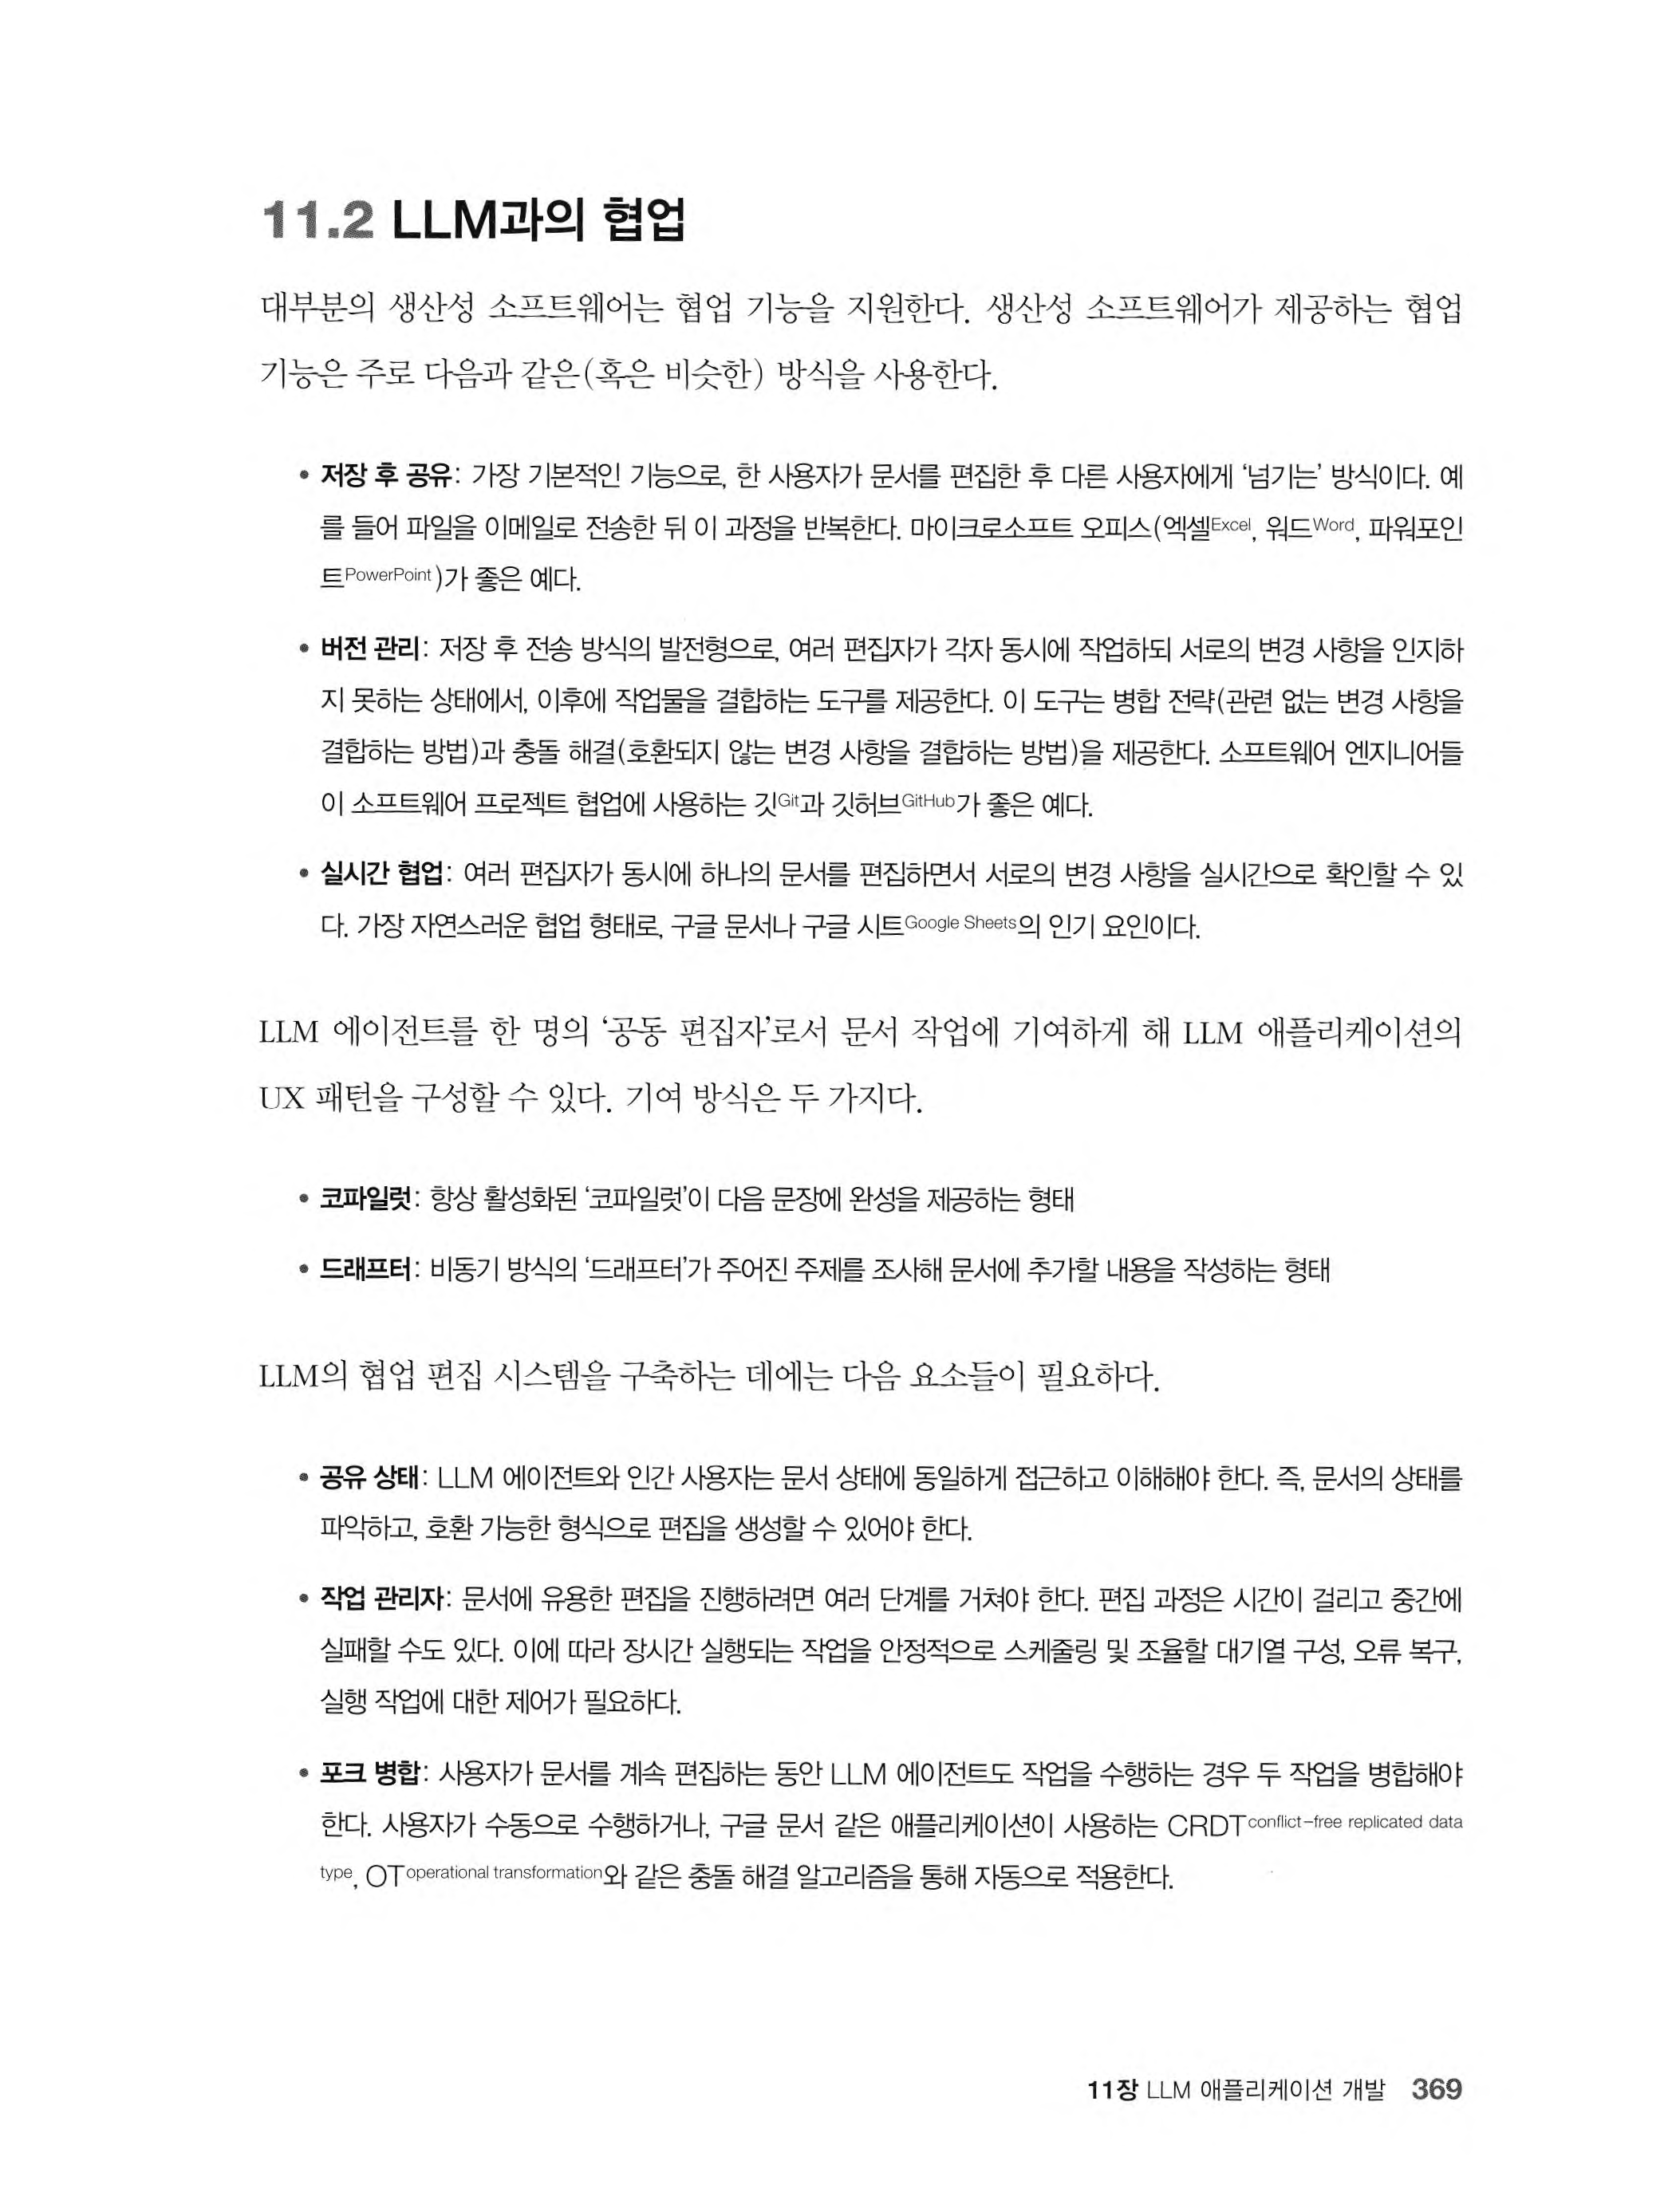 11.2 LLM과의 협업
대부분의 생산성 소프트웨어는 협업 기능을 지원한다. 생산성 소프트웨어가 제공하는 협업
기능은 주로 다음과 같은(혹은 비슷한) 방식을 사용한다.
• 저장 후 공유: 가장 기본적인 기능으로, 한 사용자가 문서를 편집한 후 다른 사용자에게 ‘넘기는’ 방식이다. 예
를 들어 파일을 이메일로 전송한 뒤 이 과정을 반복한다. 마이크로소프트 오피스(엑셀Excel, 워드Word, 파워포인
트PowerPoint)가 좋은 예다.
• 버전 관리: 저장 후 전송 방식의 발전형으로, 여러 편집자가 각자 동시에 작업하되 서로의 변경 사항을 인지하
지 못하는 상태에서, 이후에 작업물을 결합하는 도구를 제공한다. 이 도구는 병합 전략(관련 없는 변경 사항을
결합하는 방법)과 충돌 해결(호환되지 않는 변경 사항을 결합하는 방법)을 제공한다. 소프트웨어 엔지니어들
이 소프트웨어 프로젝트 협업에 사용하는 깃Git과 깃허브GitHub가 좋은 예다.
• 실시간 협업: 여러 편집자가 동시에 하나의 문서를 편집하면서 서로의 변경 사항을 실시간으로 확인할 수 있
다. 가장 자연스러운 협업 형태로, 구글 문서나 구글 시트Google Sheets의 인기 요인이다.
LLM 에이전트를 한 명의 ‘공동 편집자’로서 문서 작업에 기여하게 해 LLM 애플리케이션의
UX 패턴을 구성할 수 있다. 기여 방식은 두 가지다.
• 코파일럿: 항상 활성화된 ‘코파일럿’이 다음 문장에 완성을 제공하는 형태
• 드래프터: 비동기 방식의 ‘드래프터’가 주어진 주제를 조사해 문서에 추가할 내용을 작성하는 형태
LLM의 협업 편집 시스템을 구축하는 데에는 다음 요소들이 필요하다.
• 공유 상태: LLM 에이전트와 인간 사용자는 문서 상태에 동일하게 접근하고 이해해야 한다. 즉, 문서의 상태를
파악하고, 호환 가능한 형식으로 편집을 생성할 수 있어야 한다.
• 작업 관리자: 문서에 유용한 편집을 진행하려면 여러 단계를 거쳐야 한다. 편집 과정은 시간이 걸리고 중간에
실패할 수도 있다. 이에 따라 장시간 실행되는 작업을 안정적으로 스케줄링 및 조율할 대기열 구성, 오류 복구,
실행 작업에 대한 제어가 필요하다.
• 포크 병합: 사용자가 문서를 계속 편집하는 동안 LLM 에이전트도 작업을 수행하는 경우 두 작업을 병합해야
한다. 사용자가 수동으로 수행하거나, 구글 문서 같은 애플리케이션이 사용하는 CRDTconflict-free replicated data
type, OToperational transformation와 같은 충돌 해결 알고리즘을 통해 자동으로 적용한다.
11장 LLM 애플리케이션 개발 369